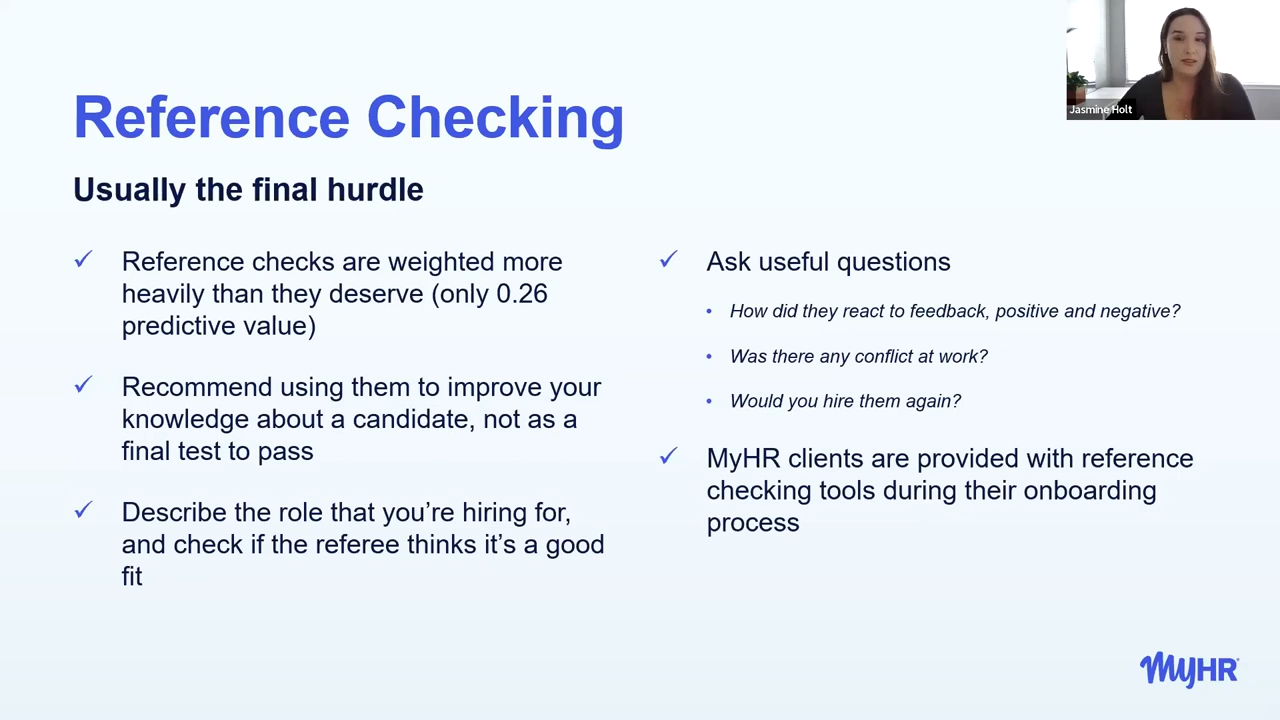 Jasmine Holt
Reference Checking
Usually the final hurdle
Reference checks are weighted more
heavily than they deserve (only 0.26
predictive value)
Recommend using them to improve your
knowledge about a candidate, not as a
final test to pass
Describe the role that you’re hiring for,
and check if the referee thinks it’s a good
fit
Ask useful questions
How did they react to feedback, positive and negative?
Was there any conflict at work?
Would you hire them again?
MyHR clients are provided with reference
checking tools during their onboarding
process
MyHR